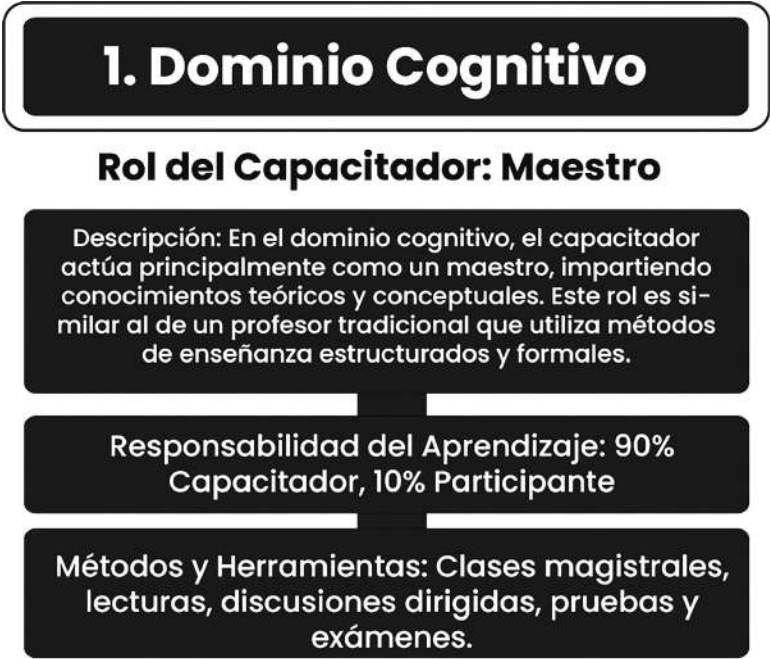 1. Dominio Cognitivo
Rol del Capacitador: Maestro
Descripción: En el dominio cognitivo, el capacitador
actúa principalmente como un maestro, impartiendo
conocimientos teóricos y conceptuales. Este rol es si-
milar al de un profesor tradicional que utiliza métodos
de enseñanza estructurados y formales.
Responsabilidad del Aprendizaje: 90%
Capacitador, 10% Participante
Métodos y Herramientas: Clases magistrales,
lecturas, discusiones dirigidas, pruebas y
exámenes.